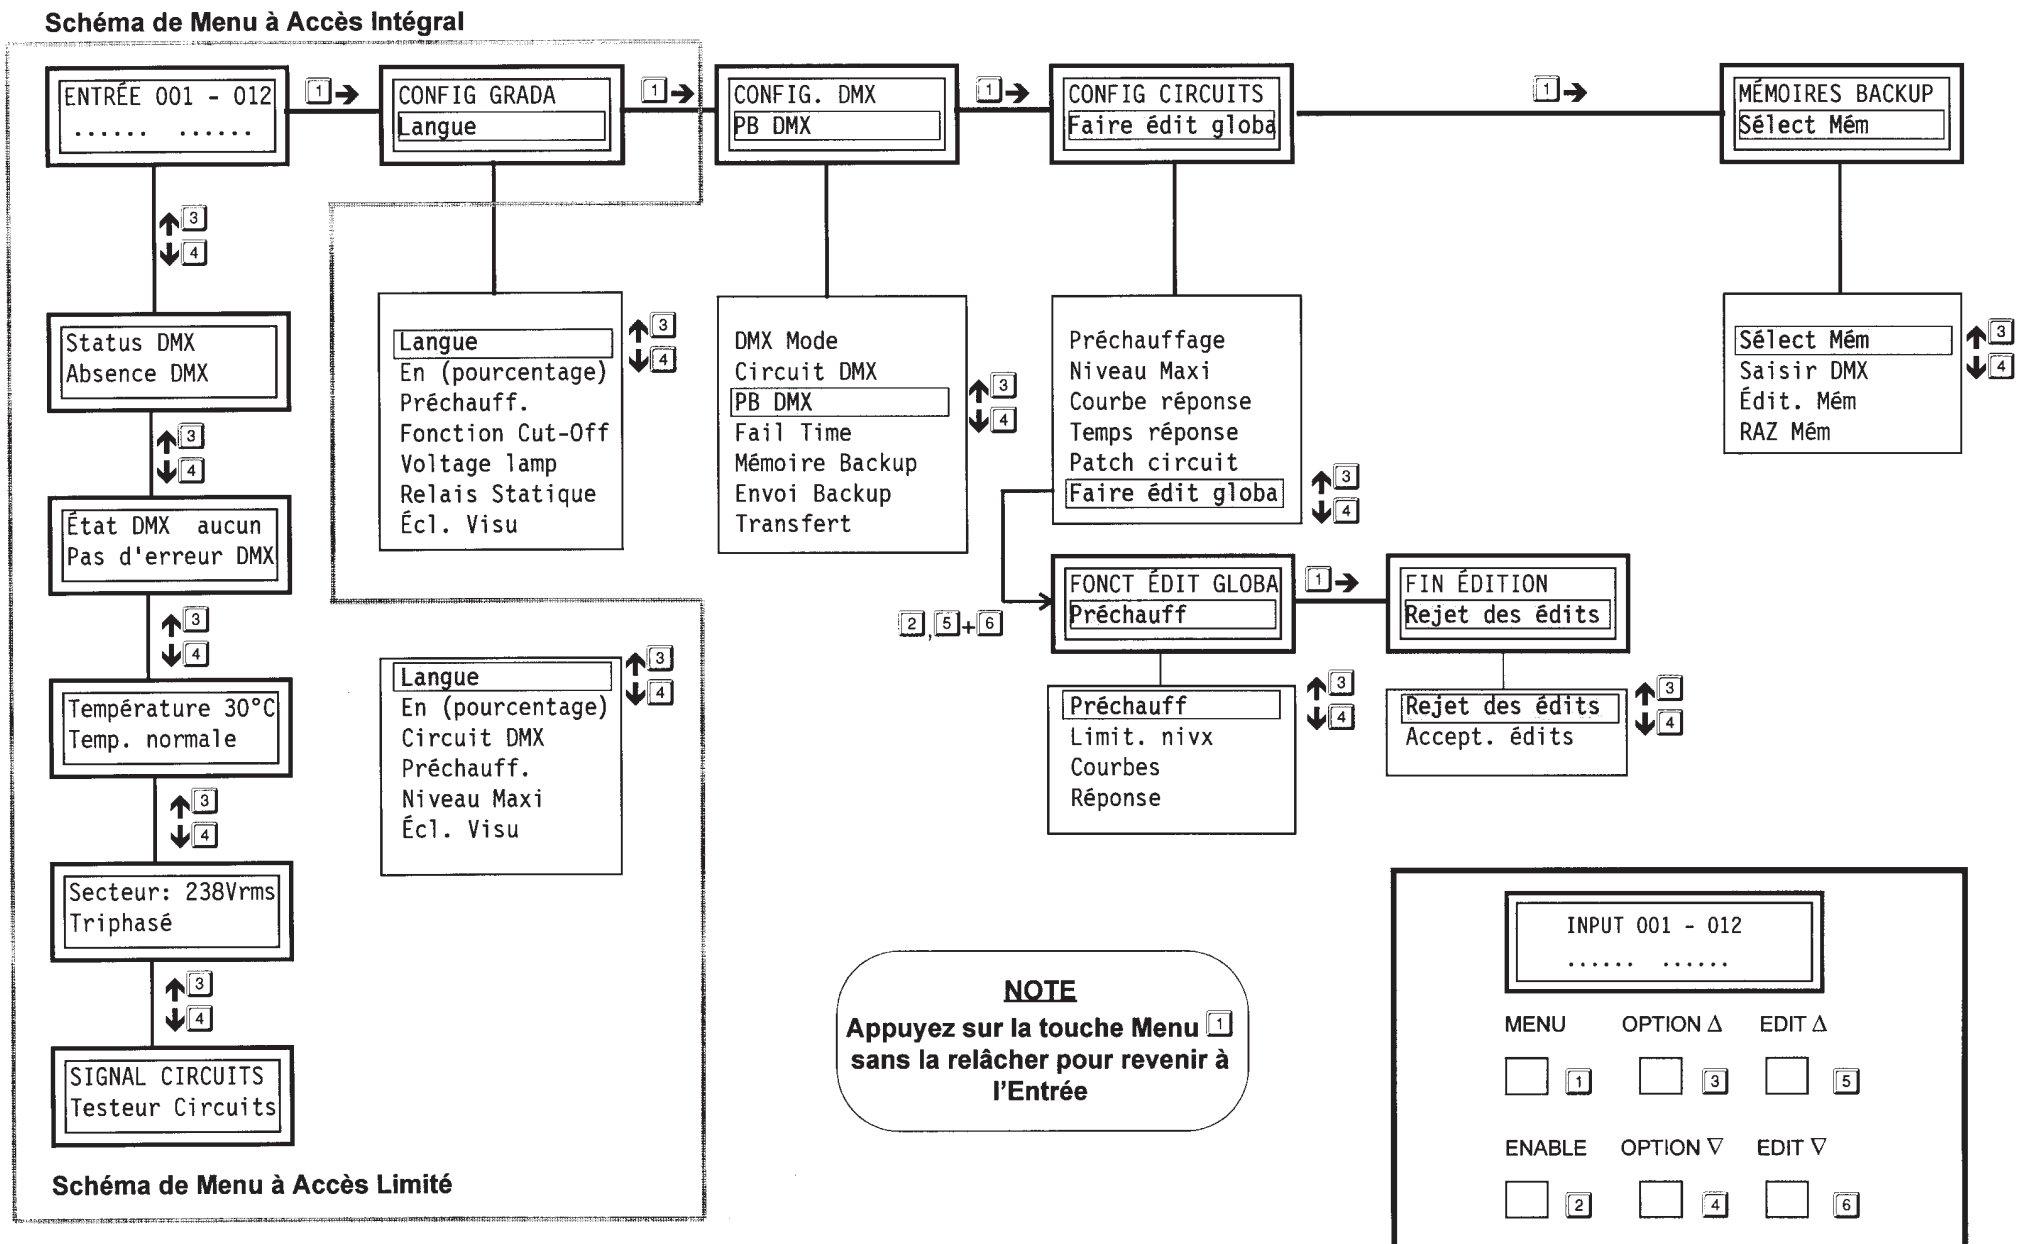 Schéma de Menu à Accès Intégral
ENTRÉE 001 - 012
...... ......
1
CONFIG GRADA
Langue
1
CONFIG. DMX
PB DMX
1
CONFIG CIRCUITS
Faire édit globa
1
MÉMOIRES BACKUP
Sélect Mém
3
4
Status DMX
Absence DMX
3
4
État DMX aucun
Pas d'erreur DMX
3
4
Température 30°C
Temp. normale
3
4
Secteur: 238Vrms
Triphasé
3
4
SIGNAL CIRCUITS
Testeur Circuits
Schéma de Menu à Accès Limité
Langue
En (pourcentage)
Préchauff.
Fonction Cut-Off
Voltage lamp
Relais Statique
Écl. Visu
3
4
Langue
En (pourcentage)
Circuit DMX
Préchauff.
Niveau Maxi
Écl. Visu
3
4
DMX Mode
Circuit DMX
PB DMX
Fail Time
Mémoire Backup
Envoi Backup
Transfert
3
4
Préchauffage
Niveau Maxi
Courbe réponse
Temps réponse
Patch circuit
Faire édit globa
3
4
2, 5+6
FONCT ÉDIT GLOBA
Préchauff
1
FIN ÉDITION
Rejet des édits
Préchauff
Limit. nivx
Courbes
Réponse
3
4
Rejet des édits
Accept. édits
3
4
Sélect Mém
Saisir DMX
Édit. Mém
RAZ Mém
3
4
NOTE
Appuyez sur la touche Menu 1
sans la relâcher pour revenir à
l'Entrée
INPUT 001 - 012
...... ......
MENU OPTION △ EDIT △
1 3 5
ENABLE OPTION ▽ EDIT ▽
2 4 6